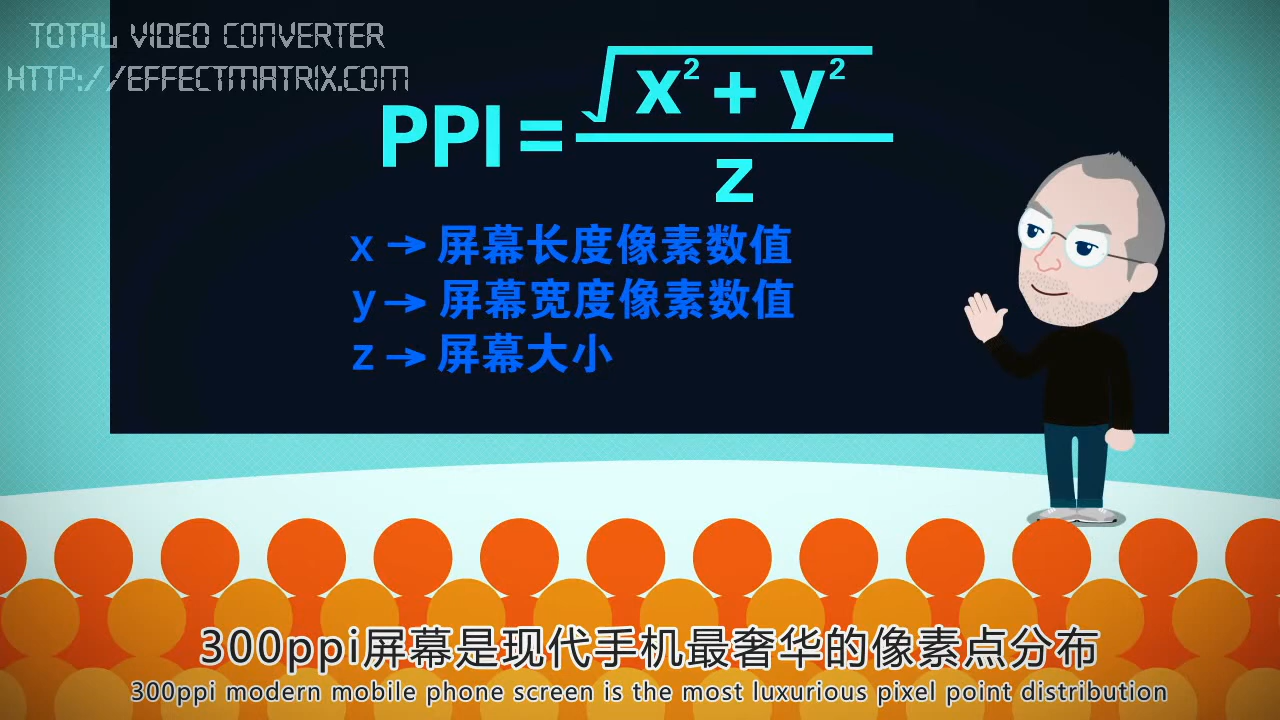 TOTAL VIDEO CONVERTER
HTTP://EFFECTMATRIX.COM
PPI = √x² + y² / z
x → 屏幕长度像素数值
y → 屏幕宽度像素数值
z → 屏幕大小
300ppi屏幕是现代手机最奢华的像素点分布
300ppi modern mobile phone screen is the most luxurious pixel point distribution